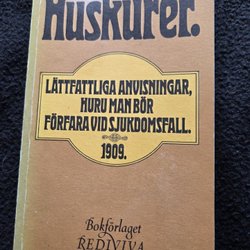 Huskurer.
LÄTTFATTLIGA ANVISNINGAR,
HURU MAN BÖR
FÖRFARA VID SJUKDOMSFALL.
1909.
Bokförlaget
REDIVIVA